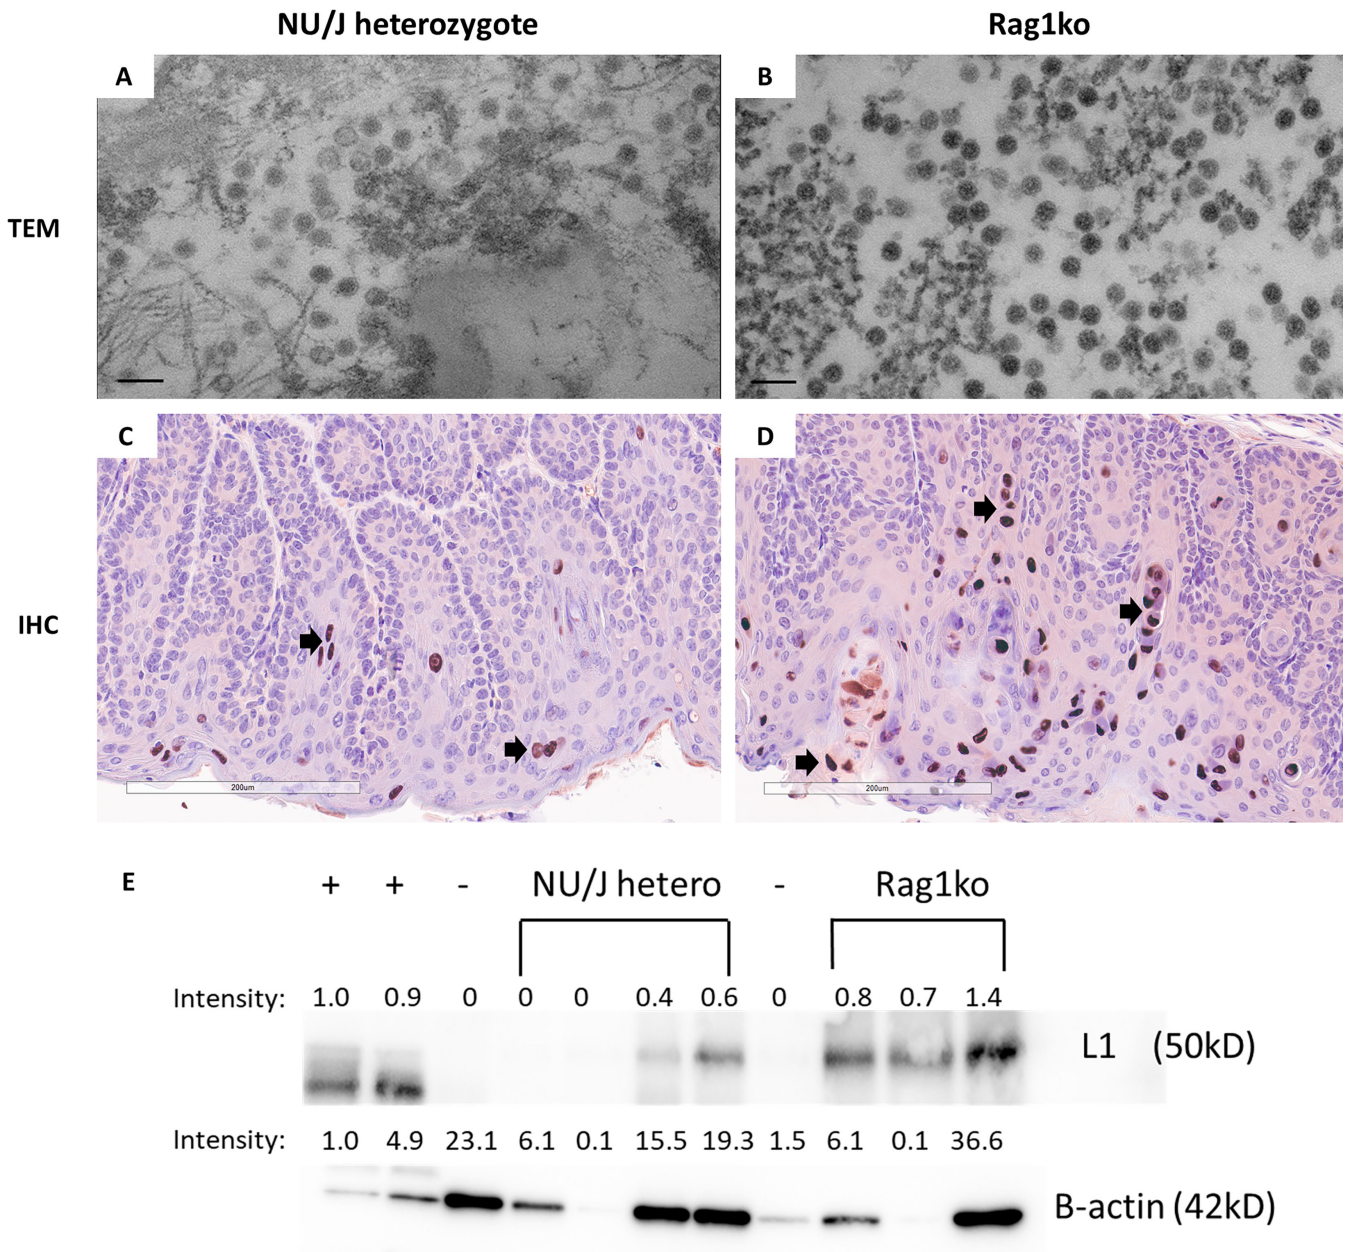 NU/J heterozygote Rag1ko
A B
TEM
C D
IHC
200um 200um
E + + - NU/J hetero - Rag1ko
Intensity: 1.0 0.9 0 0 0 0.4 0.6 0 0.8 0.7 1.4
L1 (50kD)
Intensity: 1.0 4.9 23.1 6.1 0.1 15.5 19.3 1.5 6.1 0.1 36.6
B-actin (42kD)